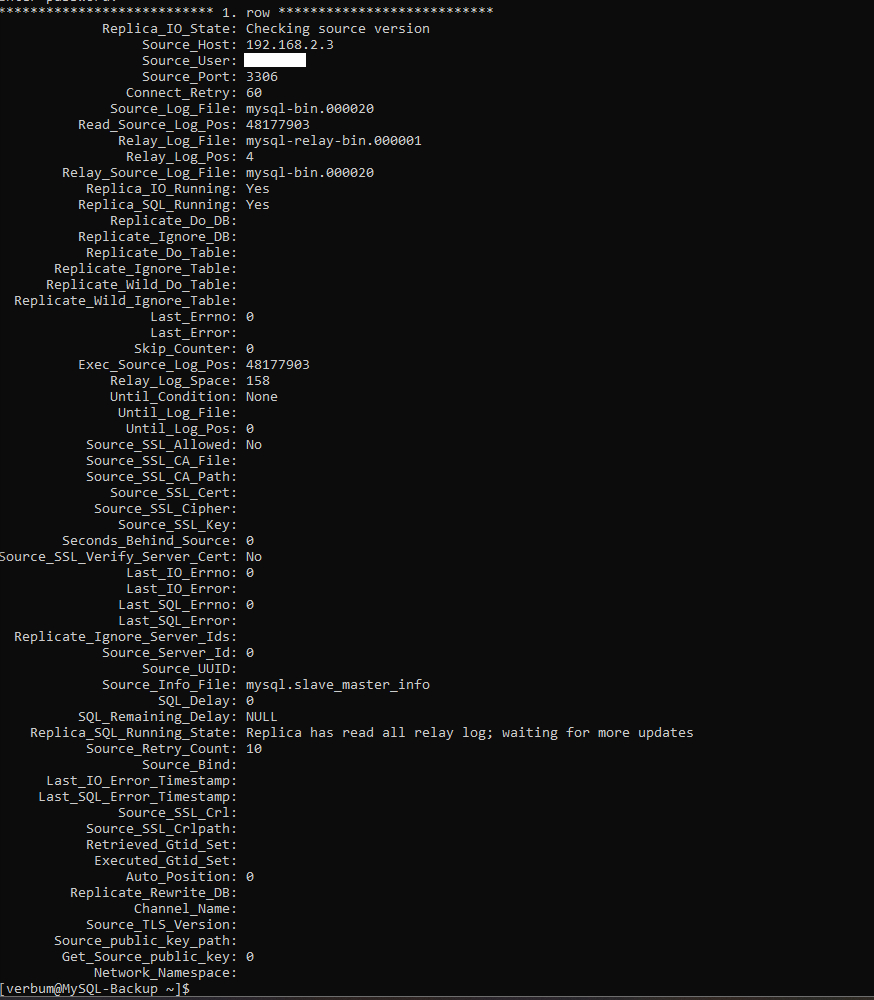 *************************** 1. row ***************************
Replica_IO_State: Checking source version
Source_Host: 192.168.2.3
Source_User:
Source_Port: 3306
Connect_Retry: 60
Source_Log_File: mysql-bin.000020
Read_Source_Log_Pos: 48177903
Relay_Log_File: mysql-relay-bin.000001
Relay_Log_Pos: 4
Relay_Source_Log_File: mysql-bin.000020
Replica_IO_Running: Yes
Replica_SQL_Running: Yes
Replicate_Do_DB:
Replicate_Ignore_DB:
Replicate_Do_Table:
Replicate_Ignore_Table:
Replicate_Wild_Do_Table:
Replicate_Wild_Ignore_Table:
Last_Errno: 0
Last_Error:
Skip_Counter: 0
Exec_Source_Log_Pos: 48177903
Relay_Log_Space: 158
Until_Condition: None
Until_Log_File:
Until_Log_Pos: 0
Source_SSL_Allowed: No
Source_SSL_CA_File:
Source_SSL_CA_Path:
Source_SSL_Cert:
Source_SSL_Cipher:
Source_SSL_Key:
Seconds_Behind_Source: 0
Source_SSL_Verify_Server_Cert: No
Last_IO_Errno: 0
Last_IO_Error:
Last_SQL_Errno: 0
Last_SQL_Error:
Replicate_Ignore_Server_Ids:
Source_Server_Id: 0
Source_UUID:
Source_Info_File: mysql.slave_master_info
SQL_Delay: 0
SQL_Remaining_Delay: NULL
Replica_SQL_Running_State: Replica has read all relay log; waiting for more updates
Source_Retry_Count: 10
Source_Bind:
Last_IO_Error_Timestamp:
Last_SQL_Error_Timestamp:
Source_SSL_Crl:
Source_SSL_Crlpath:
Retrieved_Gtid_Set:
Executed_Gtid_Set:
Auto_Position: 0
Replicate_Rewrite_DB:
Channel_Name:
Source_TLS_Version:
Source_public_key_path:
Get_Source_public_key: 0
Network_Namespace:
[verbum@MySQL-Backup ~]$